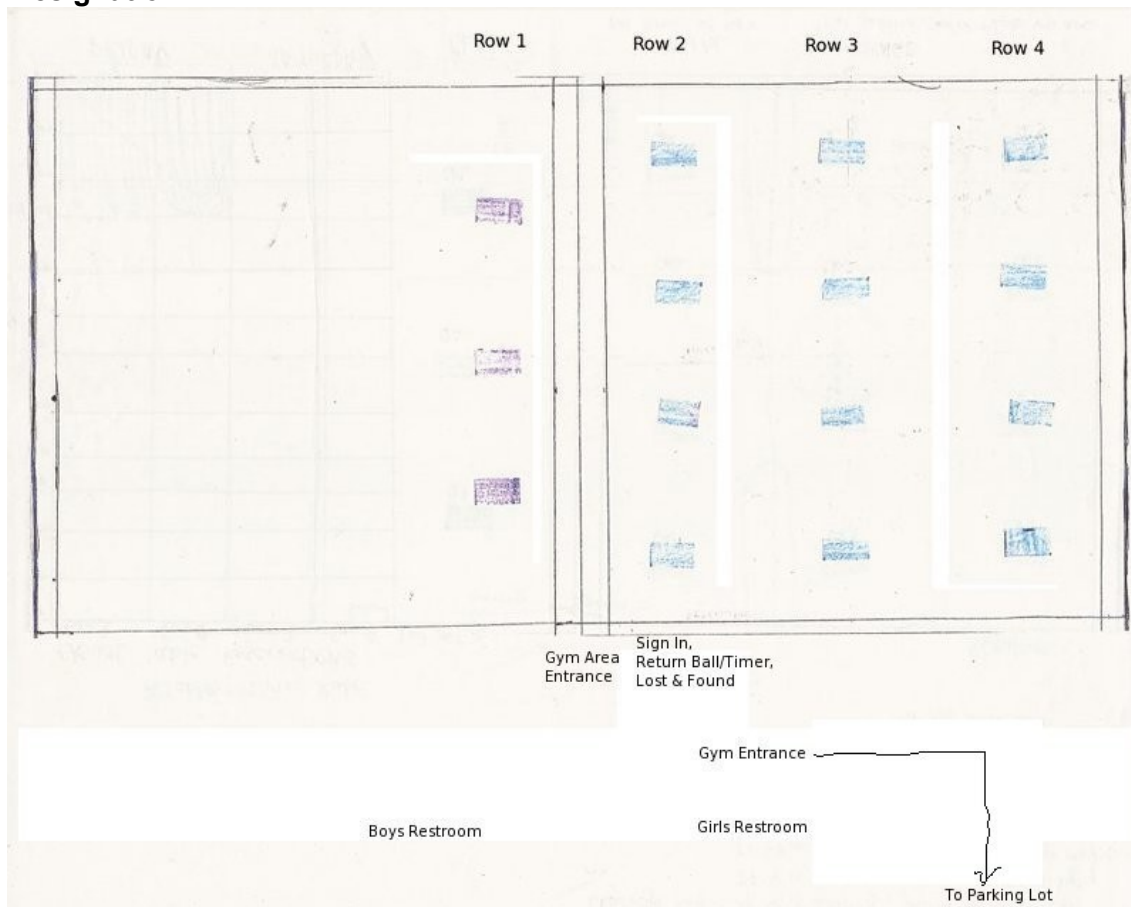 Row 1
Row 2
Row 3
Row 4
Gym Area
Entrance
Sign In,
Return Ball/Timer,
Lost & Found
Gym Entrance
Boys Restroom
Girls Restroom
To Parking Lot